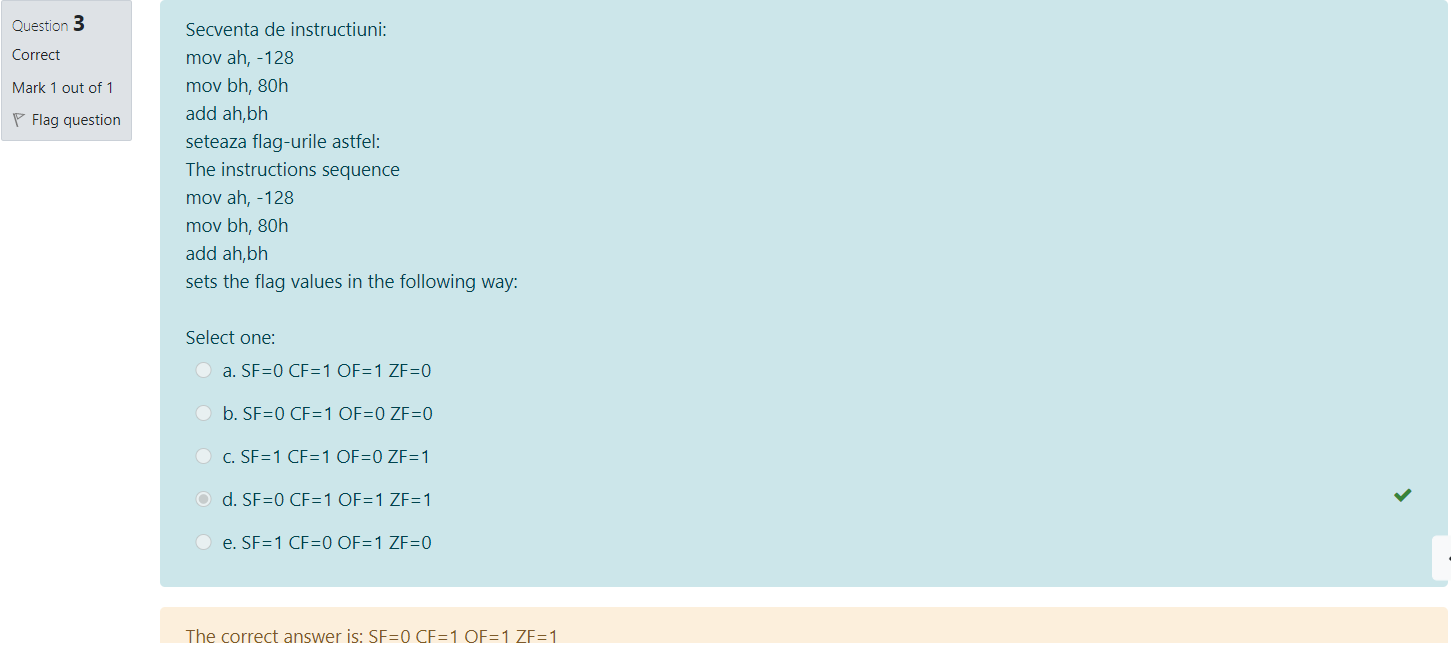 Question 3
Correct
Mark 1 out of 1
Flag question
Secventa de instructiuni:
mov ah, -128
mov bh, 80h
add ah,bh
seteaza flag-urile astfel:
The instructions sequence
mov ah, -128
mov bh, 80h
add ah,bh
sets the flag values in the following way:
Select one:
a. SF=0 CF=1 OF=1 ZF=0
b. SF=0 CF=1 OF=0 ZF=0
c. SF=1 CF=1 OF=0 ZF=1
d. SF=0 CF=1 OF=1 ZF=1
e. SF=1 CF=0 OF=1 ZF=0
The correct answer is: SF=0 CF=1 OF=1 ZF=1